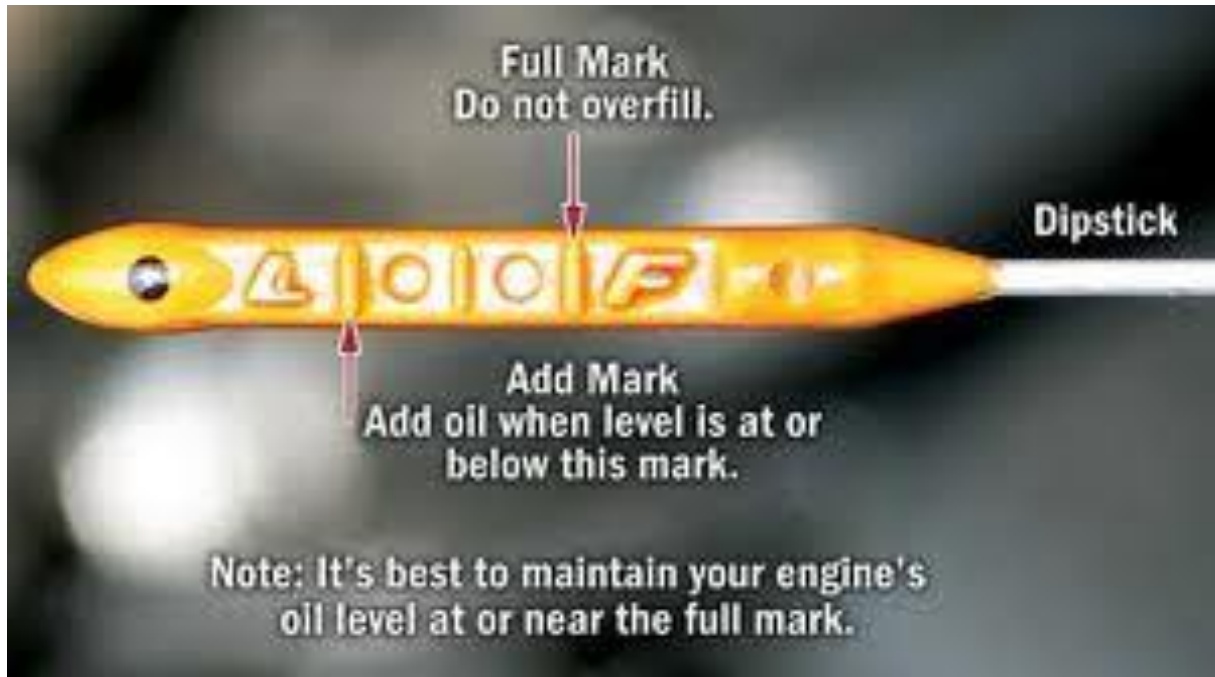 Full Mark
Do not overfill.
Dipstick
L F
Add Mark
Add oil when level is at or
below this mark.
Note: It's best to maintain your engine's
oil level at or near the full mark.